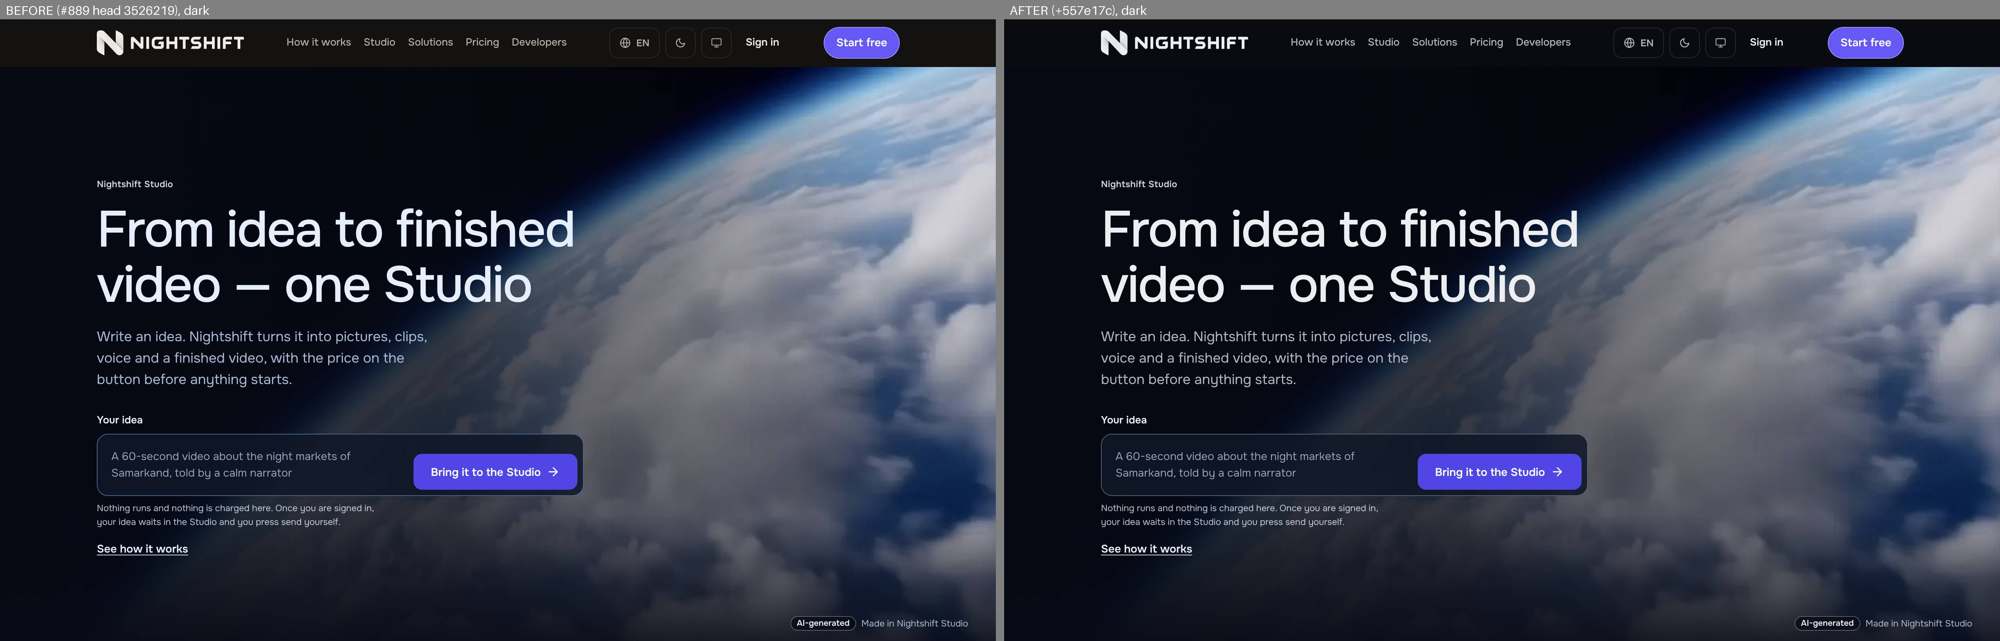 BEFORE (#889 head 3526219), dark
NIGHTSHIFT How it works Studio Solutions Pricing Developers EN Sign in Start free
Nightshift Studio
From idea to finished
video — one Studio
Write an idea. Nightshift turns it into pictures, clips,
voice and a finished video, with the price on the
button before anything starts.
Your idea
A 60-second video about the night markets of
Samarkand, told by a calm narrator
Bring it to the Studio →
Nothing runs and nothing is charged here. Once you are signed in,
your idea waits in the Studio and you press send yourself.
See how it works
AI-generated Made in Nightshift Studio
AFTER (+557e17c), dark
NIGHTSHIFT How it works Studio Solutions Pricing Developers EN Sign in Start free
Nightshift Studio
From idea to finished
video — one Studio
Write an idea. Nightshift turns it into pictures, clips,
voice and a finished video, with the price on the
button before anything starts.
Your idea
A 60-second video about the night markets of
Samarkand, told by a calm narrator
Bring it to the Studio →
Nothing runs and nothing is charged here. Once you are signed in,
your idea waits in the Studio and you press send yourself.
See how it works
AI-generated Made in Nightshift Studio